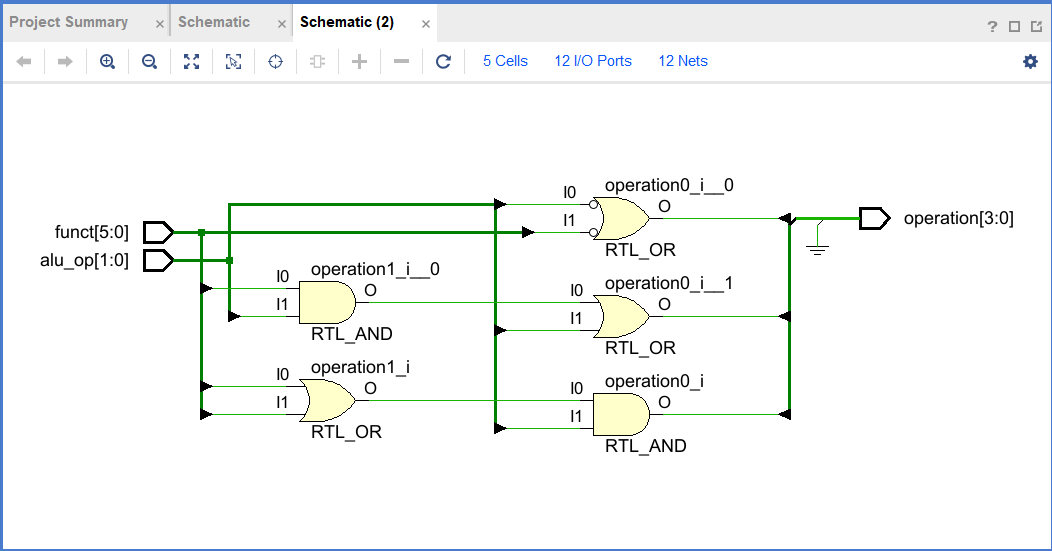 Project Summary × Schematic × Schematic (2) ×
? 
5 Cells 12 I/O Ports 12 Nets
operation0_i__0
I0 O
I1
RTL_OR
funct[5:0]
alu_op[1:0]
operation[3:0]
operation1_i__0
I0 O
I1
RTL_AND
operation0_i__1
I0 O
I1
RTL_OR
operation1_i
I0 O
I1
RTL_OR
operation0_i
I0 O
I1
RTL_AND